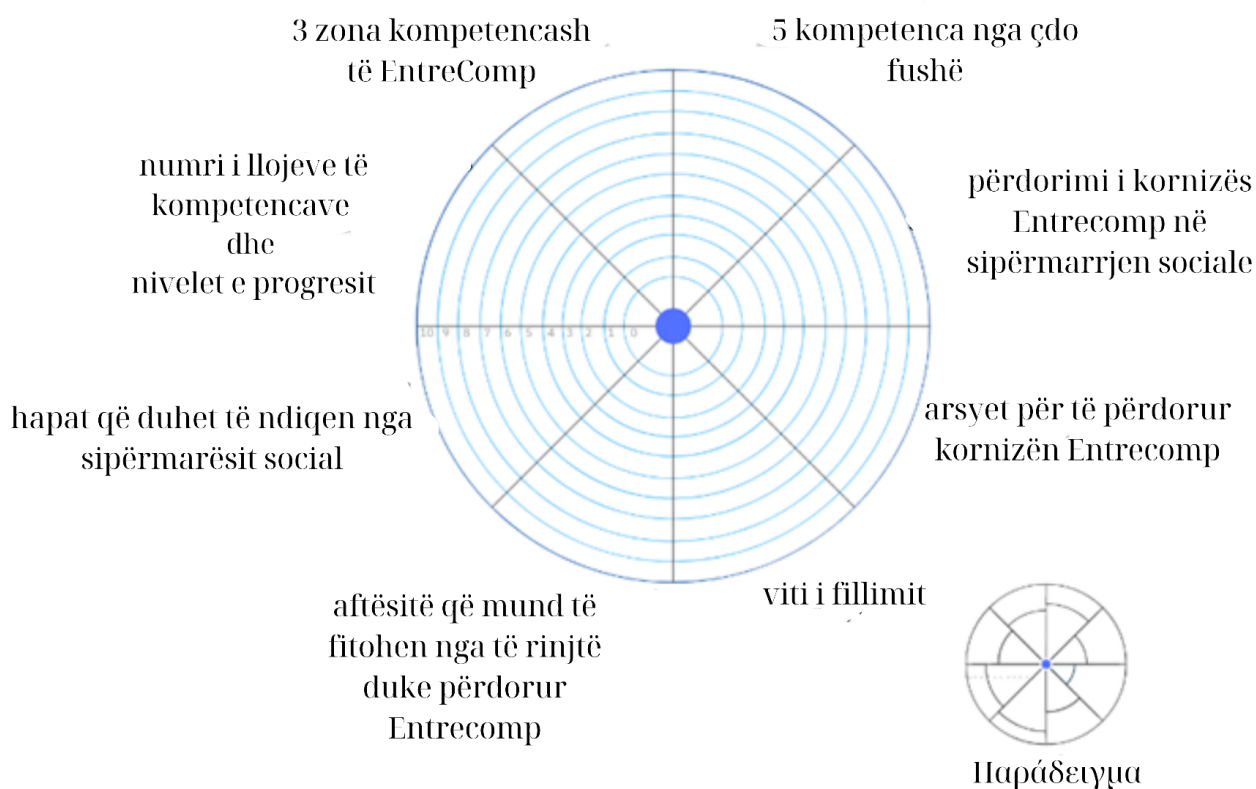 3 zona kompetencash
të EntreComp
5 kompetenca nga çdo
fushë
numri i llojeve të
kompetencave
dhe
nivelet e progresit
përdorimi i kornizës
Entrecomp në
sipërmarrjen sociale
10 9 8 7 6 5 4 3 2 1 0
hapat që duhet të ndiqen nga
sipërmarësit social
arsyet për të përdorur
kornizën Entrecomp
aftësitë që mund të
fitohen nga të rinjtë
duke përdorur
Entrecomp
viti i fillimit
Παράδειγμα